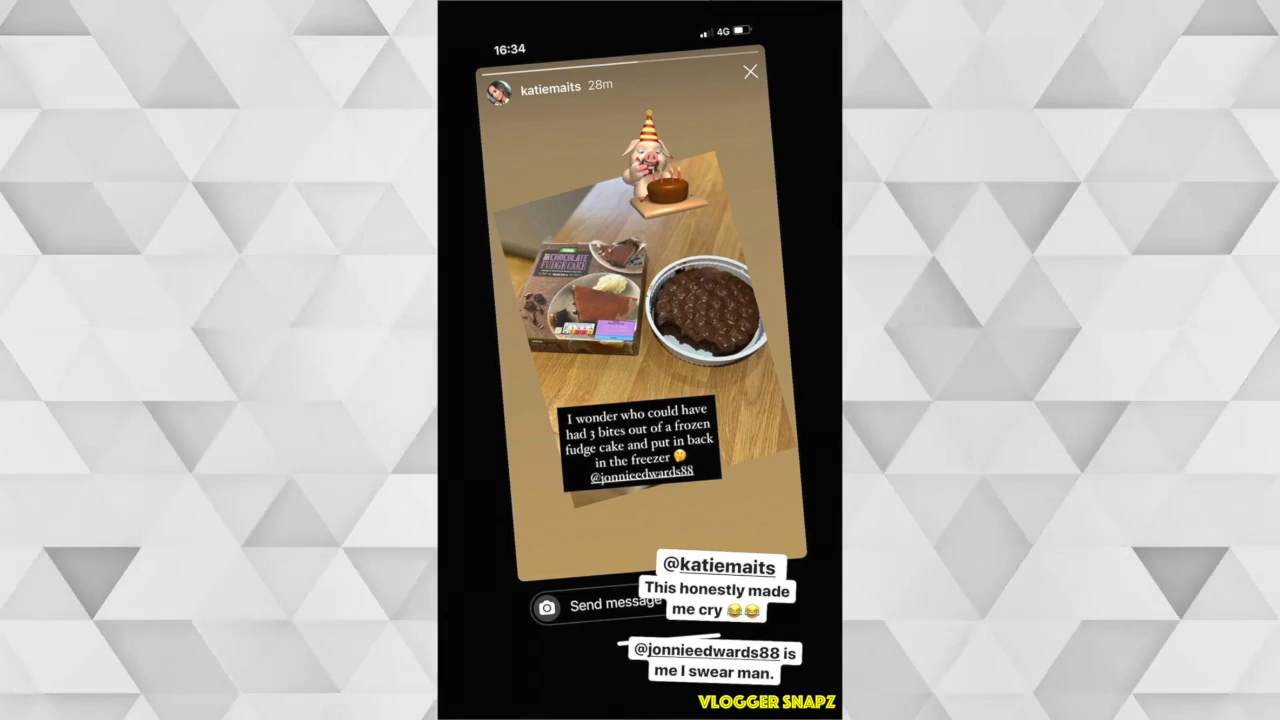 16:34
4G
katiemaits 28m
CHOCOLATE
FUDGE CAKE
I wonder who could have
had 3 bites out of a frozen
fudge cake and put in back
in the freezer 🤔
@jonnieedwards88
@katiemaits
This honestly made
me cry 😂😂
Send message
@jonnieedwards88 is
me I swear man.
VLOGGER SNAPZ